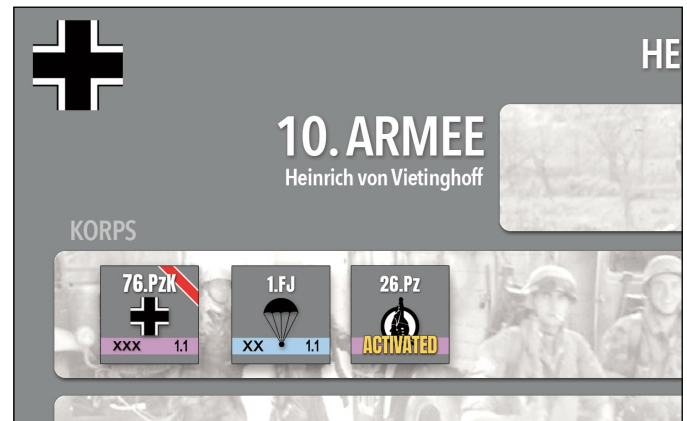 HE
10. ARMEE
Heinrich von Vietinghoff
KORPS
76.PzK
XXX 1.1
1.FJ
XX 1.1
26.Pz
ACTIVATED